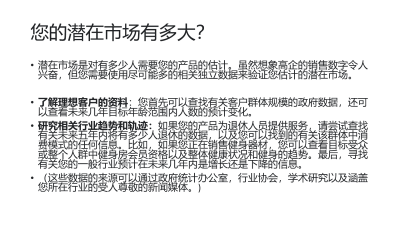 您的潜在市场有多大？
• 潜在市场是对有多少人需要您的产品的估计。虽然想象高企的销售数字令人
兴奋，但您需要使用尽可能多的相关独立数据来验证您估计的潜在市场。
• 了解理想客户的资料：您首先可以查找有关客户群体规模的政府数据，还可
以查看未来几年目标年龄范围内人数的预计变化。
• 研究相关行业趋势和轨迹：如果您的产品为退休人员提供服务，请尝试查找
有关未来五年内将有多少人退休的数据，以及您可以找到的有关该群体中消
费模式的任何信息。比如，如果您正在销售健身器材，您可以查看目标受众
或整个人群中健身房会员资格以及整体健康状况和健身的趋势。最后，寻找
有关您的一般行业预计在未来几年内是增长还是下降的信息。
• （这些数据的来源可以通过政府统计办公室，行业协会，学术研究以及涵盖
您所在行业的受人尊敬的新闻媒体。)